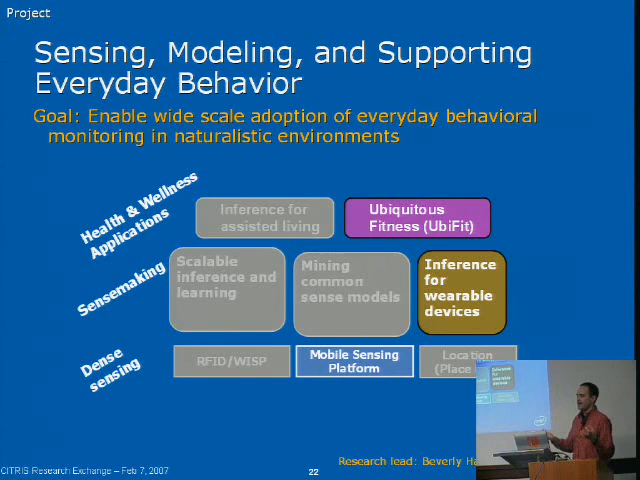 Project
Sensing, Modeling, and Supporting
Everyday Behavior
Goal: Enable wide scale adoption of everyday behavioral
monitoring in naturalistic environments
Health & Wellness
Applications
Inference for
assisted living
Ubiquitous
Fitness (UbiFit)
Sensemaking
Scalable
inference and
learning
Mining
common
sense models
Inference
for
wearable
devices
Dense
sensing
RFID/WISP
Mobile Sensing
Platform
Location
(Place
Research lead: Beverly
CITRIS Research Exchange – Feb 7, 2007
22